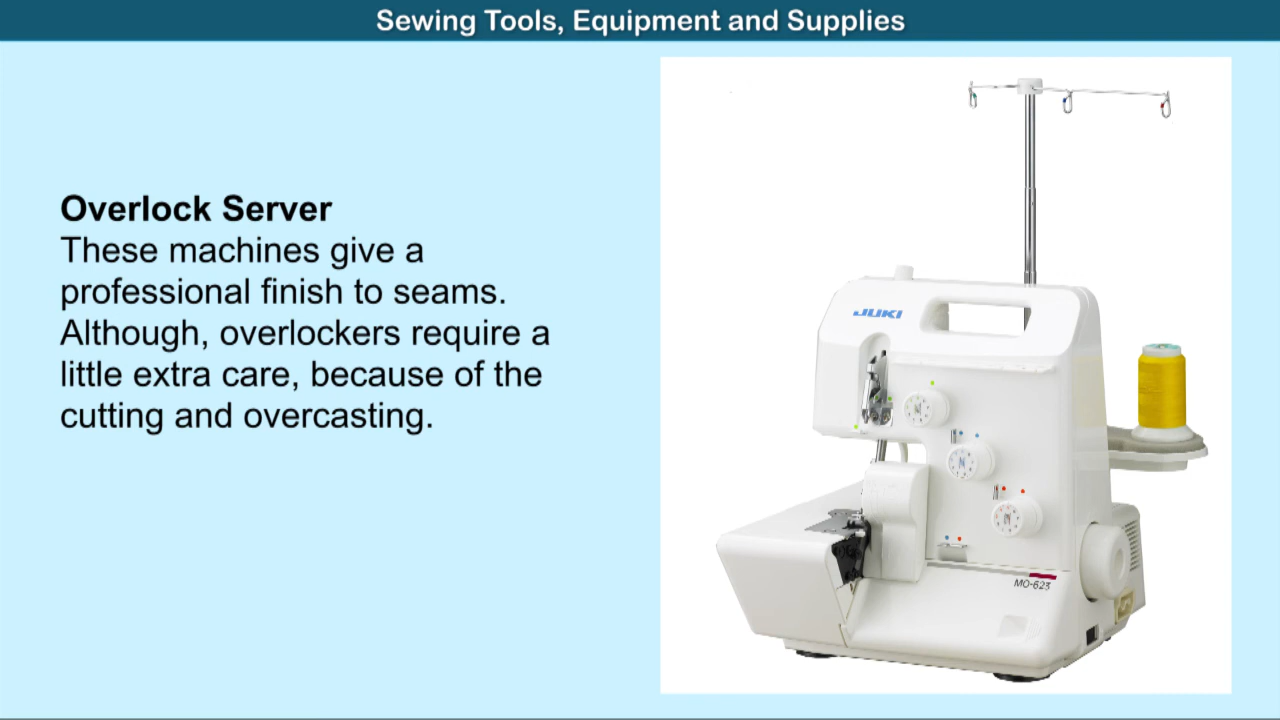 Sewing Tools, Equipment and Supplies
Overlock Server
These machines give a
professional finish to seams.
Although, overlockers require a
little extra care, because of the
cutting and overcasting.
JUKI
MO-623